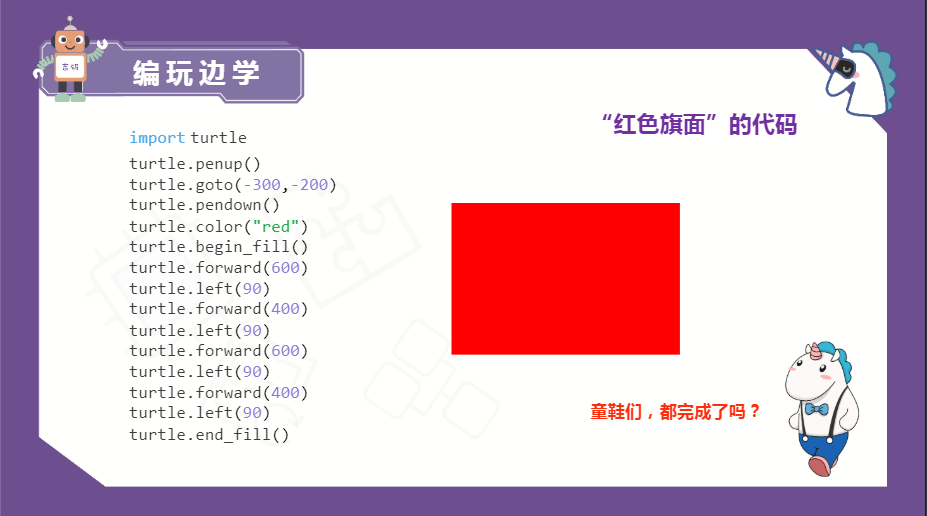 编玩边学
“红色旗面”的代码
import turtle
turtle.penup()
turtle.goto(-300,-200)
turtle.pendown()
turtle.color("red")
turtle.begin_fill()
turtle.forward(600)
turtle.left(90)
turtle.forward(400)
turtle.left(90)
turtle.forward(600)
turtle.left(90)
turtle.forward(400)
turtle.left(90)
turtle.end_fill()
童鞋们，都完成了吗？